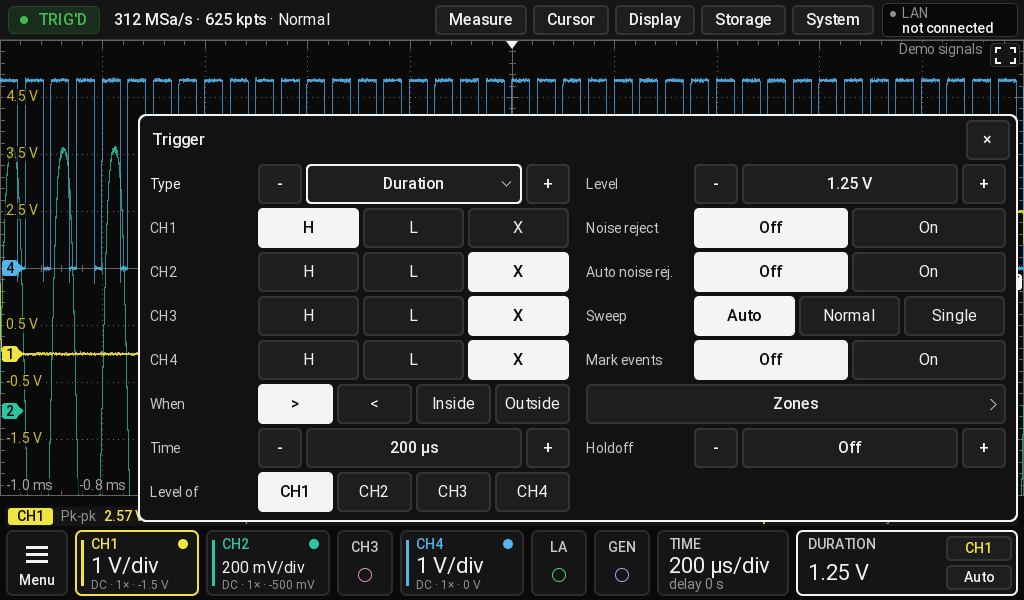 TRIG'D
312 MSa/s · 625 kpts · Normal
Measure
Cursor
Display
Storage
System
LAN
not connected
Demo signals
4.5 V
3.5 V
2.5 V
4
0.5 V
1
-0.5 V
2
-1.5 V
-1.0 ms
-0.8 ms
Trigger
×
Type
-
Duration
+
CH1
H
L
X
CH2
H
L
X
CH3
H
L
X
CH4
H
L
X
When
>
<
Inside
Outside
Time
-
200 µs
+
Level of
CH1
CH2
CH3
CH4
Level
-
1.25 V
+
Noise reject
Off
On
Auto noise rej.
Off
On
Sweep
Auto
Normal
Single
Mark events
Off
On
Zones
Holdoff
-
Off
+
CH1 Pk-pk 2.57
Menu
CH1
1 V/div
DC · 1× · -1.5 V
CH2
200 mV/div
DC · 1× · -500 mV
CH3
CH4
1 V/div
DC · 1× · 0 V
LA
GEN
TIME
200 µs/div
delay 0 s
DURATION
1.25 V
CH1
Auto